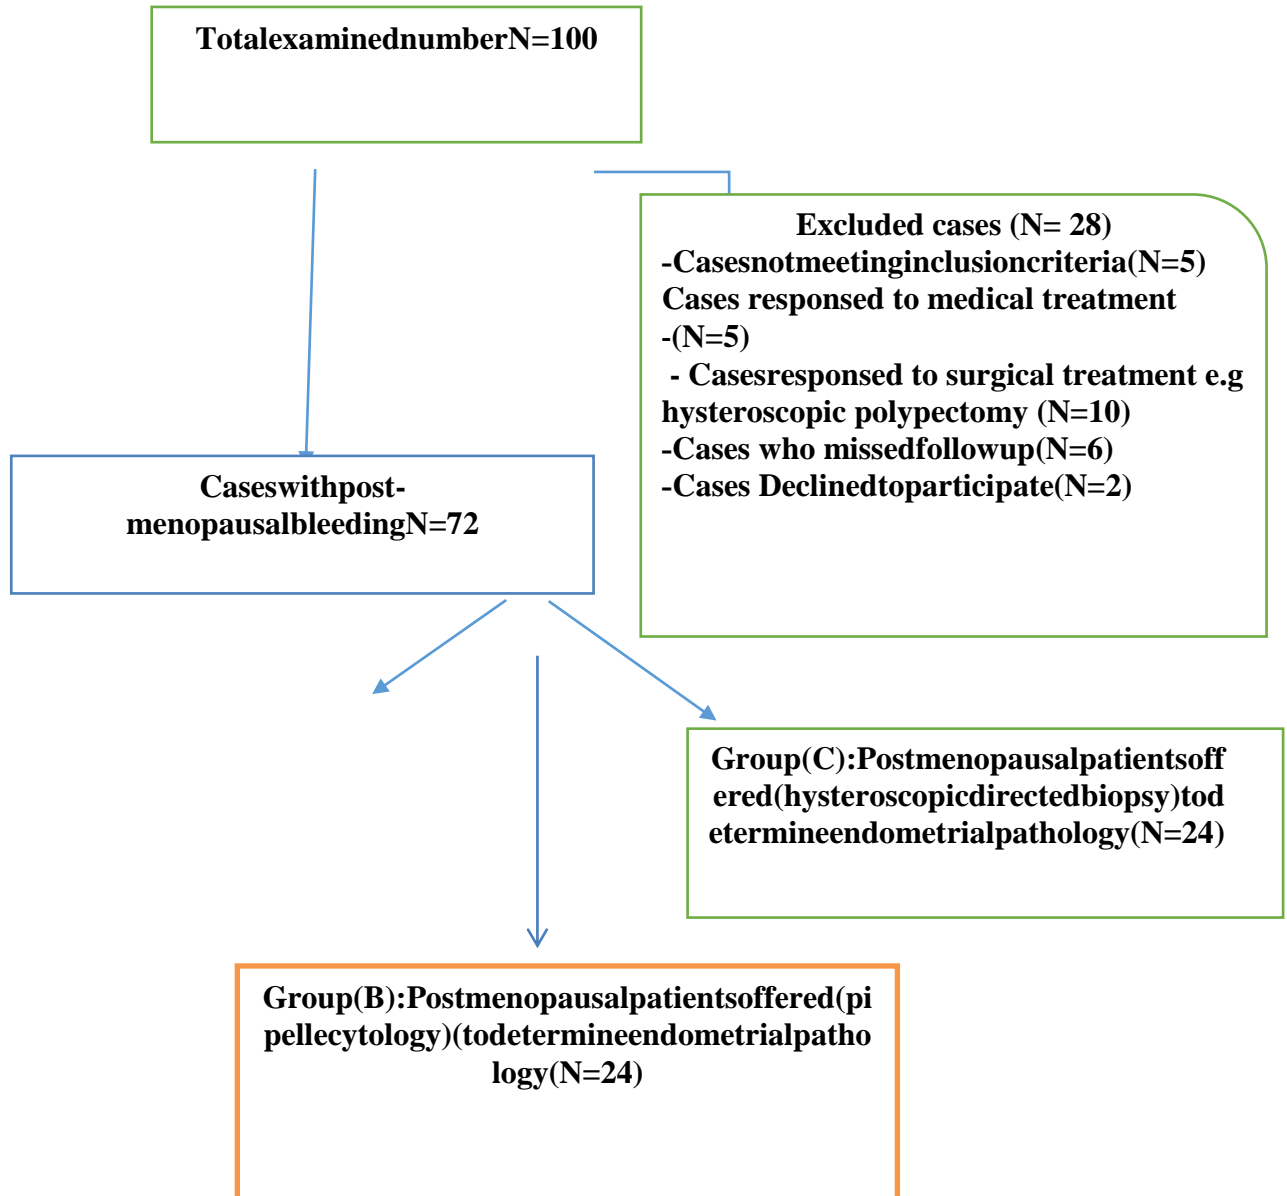 TotalexaminednumberN=100
Excluded cases (N= 28)
-Casesnotmeetinginclusioncriteria(N=5)
Cases responsed to medical treatment
-(N=5)
- Casesresponsed to surgical treatment e.g
hysteroscopic polypectomy (N=10)
-Cases who missedfollowup(N=6)
-Cases Declinedtoparticipate(N=2)
Caseswithpost-
menopausalbleedingN=72
Group(C):Postmenopausalpatientsoff
ered(hysteroscopicdirectedbiopsy)tod
etermineendometrialpathology(N=24)
Group(B):Postmenopausalpatientsoffered(pi
pellecytology)(todetermineendometrialpatho
logy(N=24)